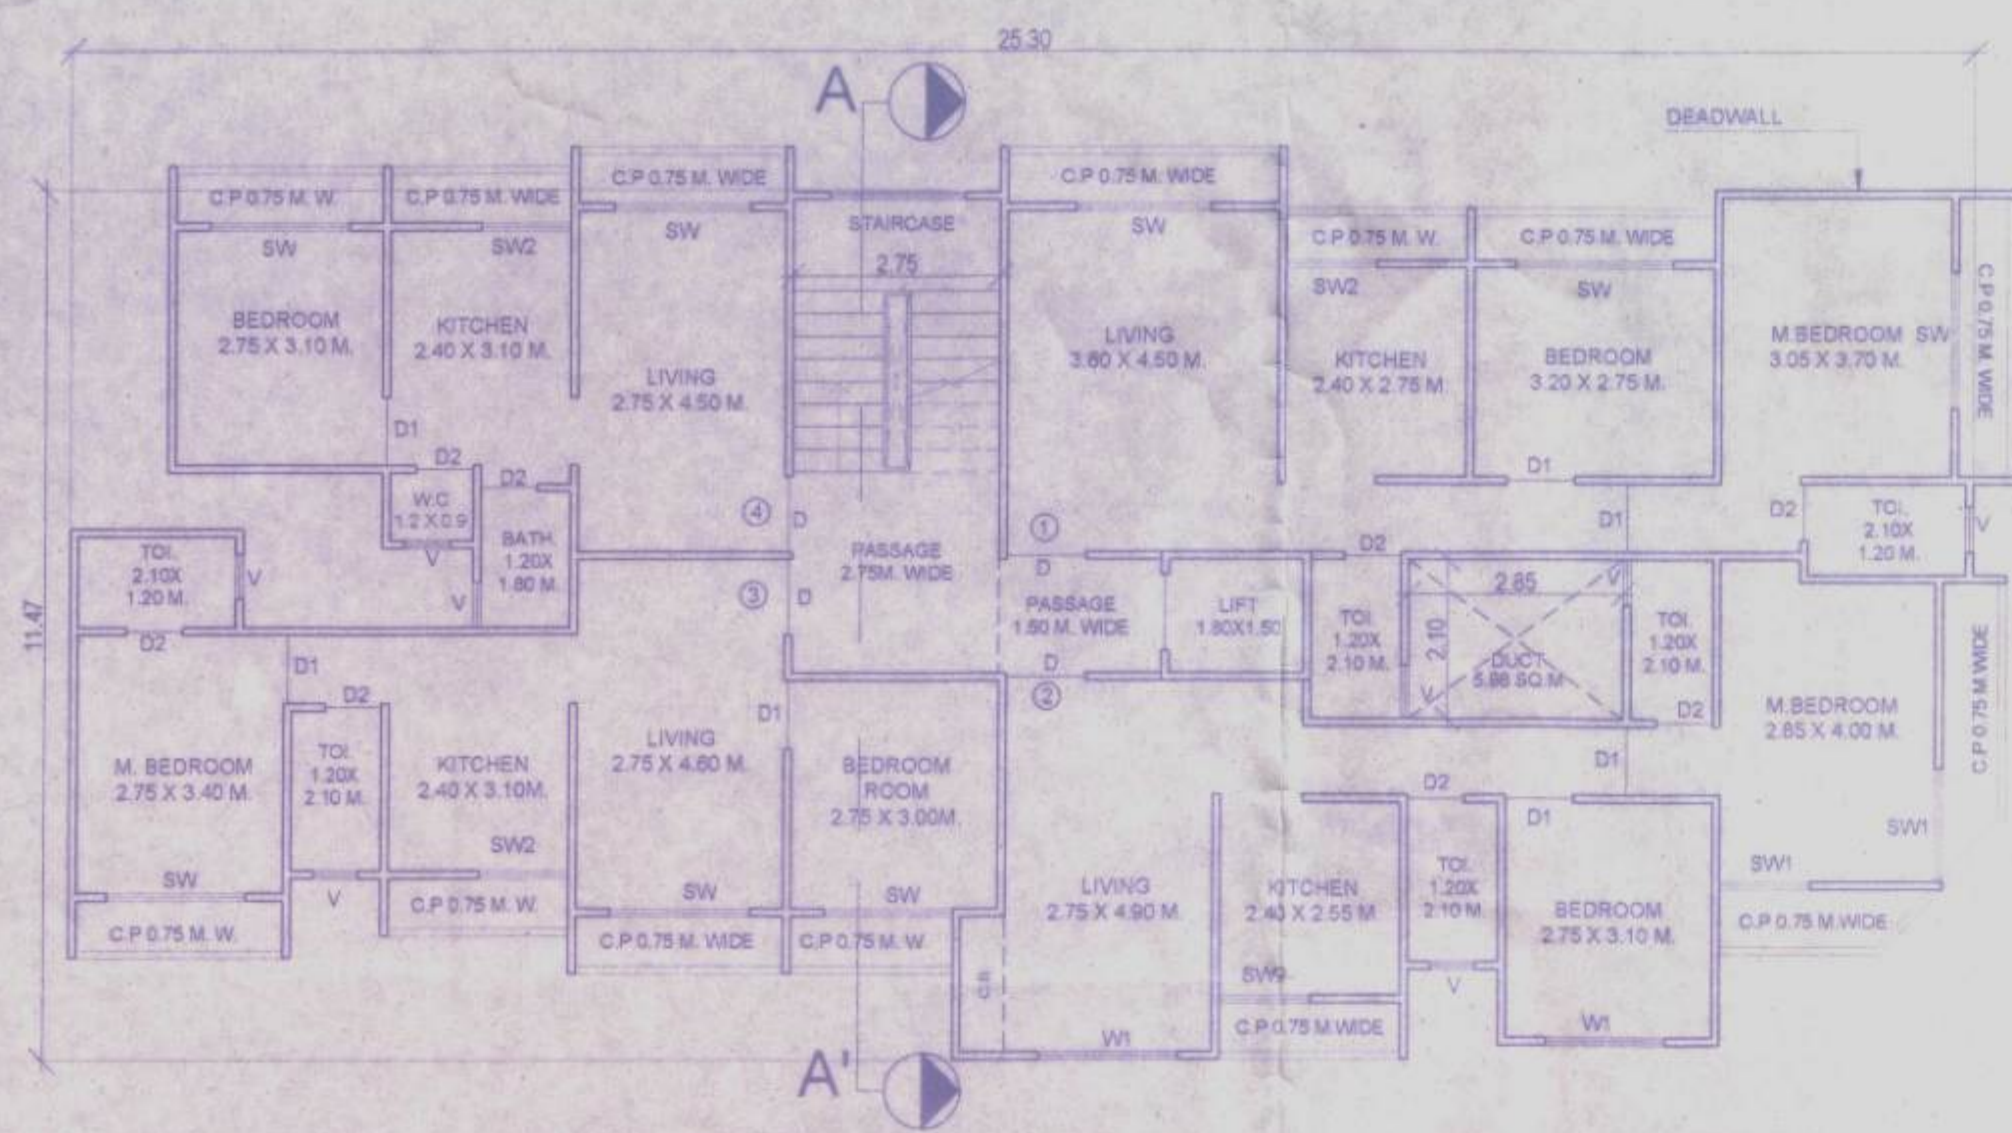 25.30
A
DEADWALL
C.P 0.75 M. W.
C.P 0.75 M. WIDE
C.P 0.75 M. WIDE
C.P 0.75 M. WIDE
STAIRCASE
2.75
SW
SW2
SW
SW
C.P 0.75 M. W.
C.P 0.75 M. WIDE
SW2
SW
BEDROOM
2.75 X 3.10 M.
KITCHEN
2.40 X 3.10 M.
LIVING
2.75 X 4.50 M.
LIVING
3.60 X 4.50 M.
KITCHEN
2.40 X 2.75 M
BEDROOM
3.20 X 2.75 M.
M.BEDROOM SW
3.05 X 3.70 M.
C.P 0.75 M. WIDE
D1
D2
D2
W.C
1.2 X 0.9
V
BATH.
1.20X
1.80 M.
V
4
D
PASSAGE
2.75M. WIDE
3
D
1
D
D1
D2
D1
D2
TOI.
2.10X
1.20 M.
V
TOI.
2.10X
1.20 M.
V
D2
11.47
PASSAGE
1.50 M. WIDE
LIFT
1.80X1.50
D
2
TOI.
1.20X
2.10 M.
2.85
2.10
V
V
DUCT
TOI.
1.20X
2.10 M.
D2
D1
M.BEDROOM
2.85 X 4.00 M.
C.P 0.75 M.WIDE
SW1
SW1
C.P 0.75 M.WIDE
D1
D2
M. BEDROOM
2.75 X 3.40 M.
SW
C.P 0.75 M. W.
TOI.
1.20X
2.10 M.
V
KITCHEN
2.40 X 3.10M.
SW2
C.P 0.75 M. W.
LIVING
2.75 X 4.60 M.
SW
C.P 0.75 M. WIDE
D1
BEDROOM
ROOM
2.75 X 3.00M.
SW
C.P 0.75 M. W.
LIVING
2.75 X 4.90 M
W1
KITCHEN
2.40 X 2.55 M
C.P 0.75 M.WIDE
D2
TOI.
1.20X
2.10 M.
V
D1
BEDROOM
2.75 X 3.10 M.
W1
A'